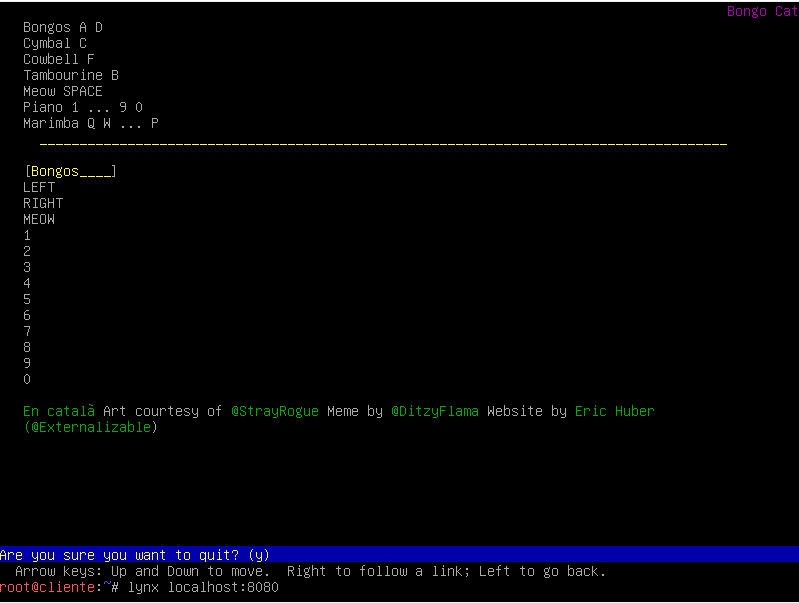 Bongo Cat
Bongos A D
Cymbal C
Cowbell F
Tambourine B
Meow SPACE
Piano 1 ... 9 0
Marimba Q W ... P
[Bongos____]
LEFT
RIGHT
MEOW
1
2
3
4
5
6
7
8
9
0
En català Art courtesy of @StrayRogue Meme by @DitzyFlama Website by Eric Huber
(@Externalizable)
Are you sure you want to quit? (y)
Arrow keys: Up and Down to move.  Right to follow a link; Left to go back.
root@cliente:~# lynx localhost:8080